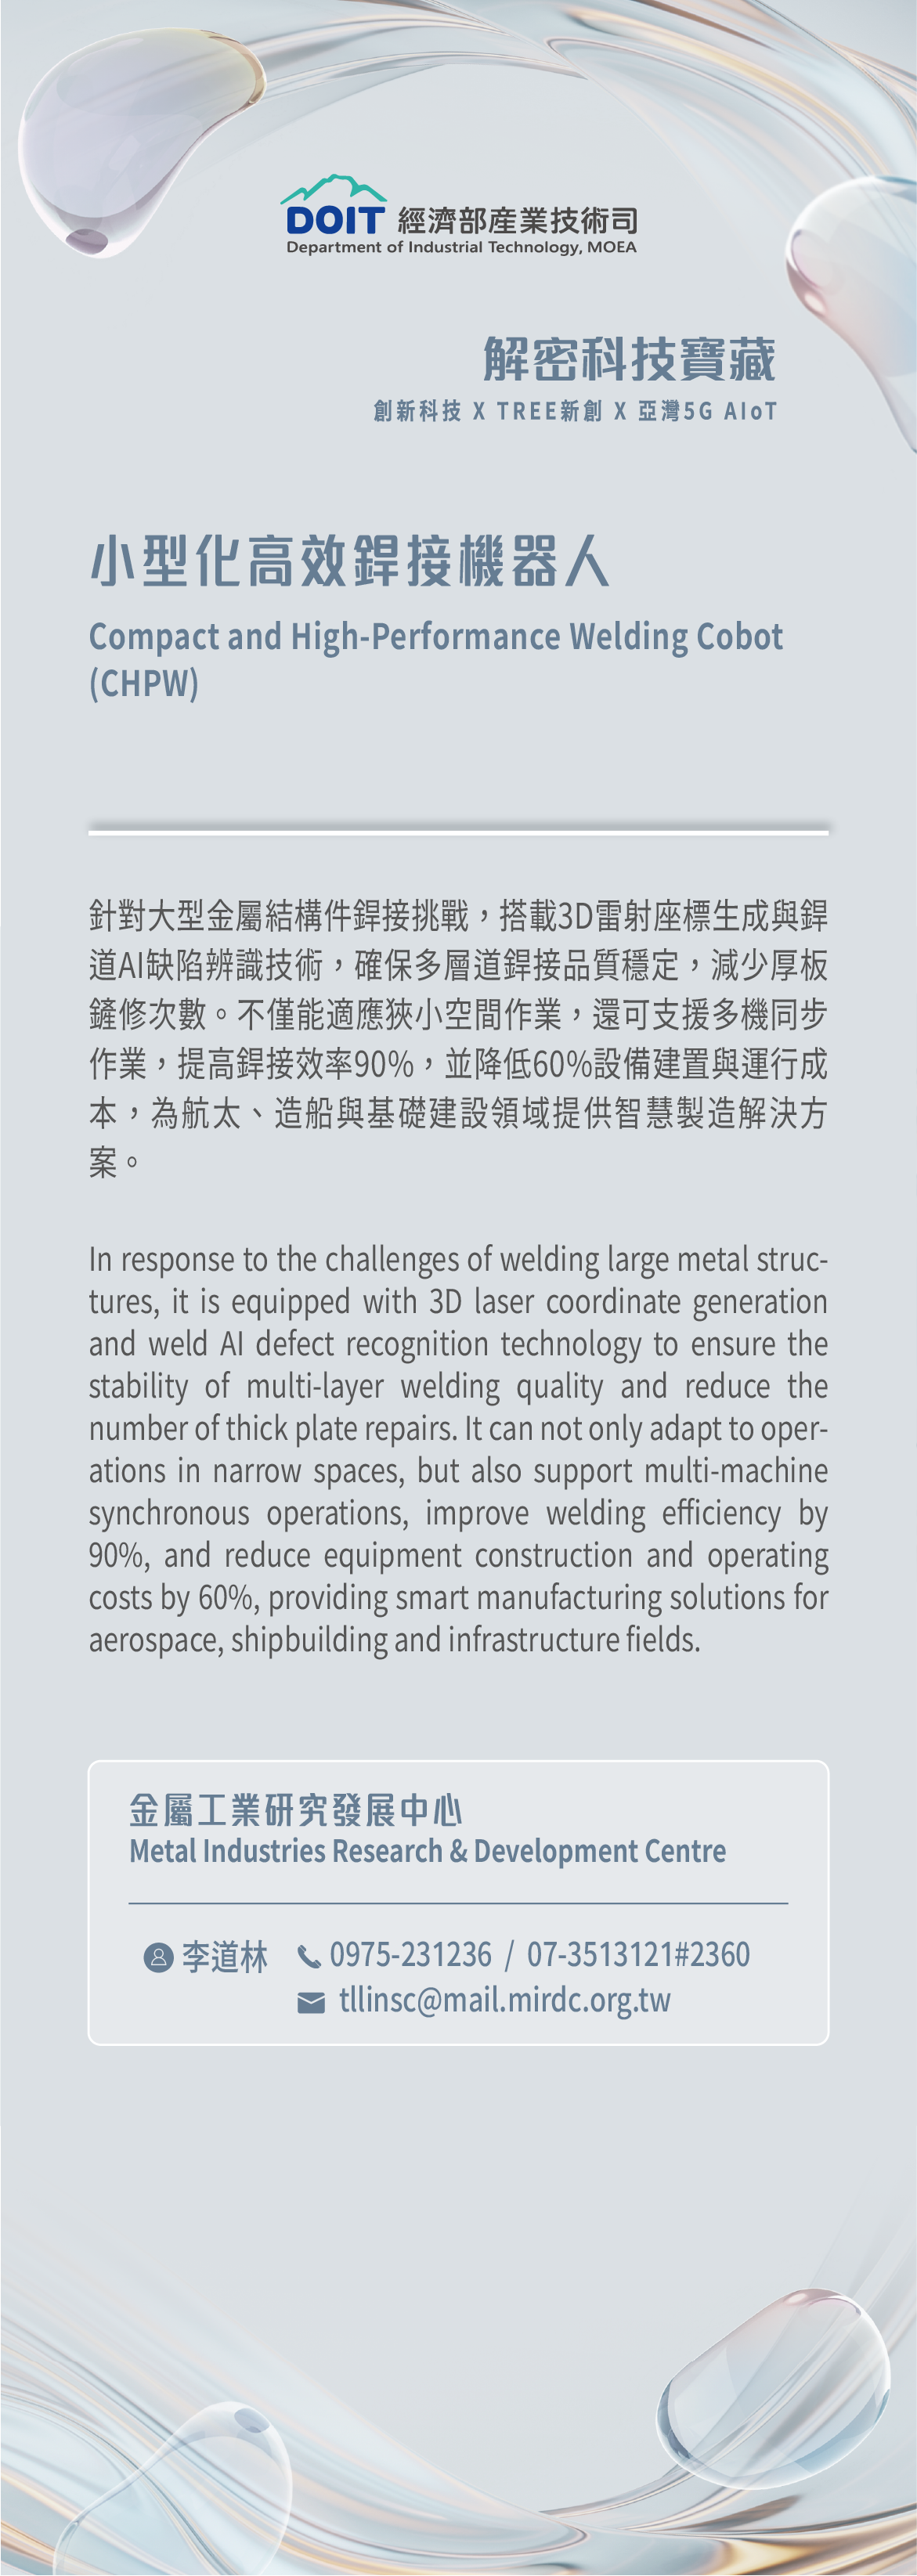 DOIT 經濟部產業技術司
Department of Industrial Technology, MOEA
解密科技寶藏
創新科技 X TREE新創 X 亞灣5G AIoT
小型化高效銲接機器人
Compact and High-Performance Welding Cobot
(CHPW)
針對大型金屬結構件銲接挑戰，搭載3D雷射座標生成與銲
道AI缺陷辨識技術，確保多層道銲接品質穩定，減少厚板
鏟修次數。不僅能適應狹小空間作業，還可支援多機同步
作業，提高銲接效率90%，並降低60%設備建置與運行成
本，為航太、造船與基礎建設領域提供智慧製造解決方
案。
In response to the challenges of welding large metal struc-
tures, it is equipped with 3D laser coordinate generation
and weld AI defect recognition technology to ensure the
stability of multi-layer welding quality and reduce the
number of thick plate repairs. It can not only adapt to oper-
ations in narrow spaces, but also support multi-machine
synchronous operations, improve welding efficiency by
90%, and reduce equipment construction and operating
costs by 60%, providing smart manufacturing solutions for
aerospace, shipbuilding and infrastructure fields.
金屬工業研究發展中心
Metal Industries Research & Development Centre
李道林 0975-231236 / 07-3513121#2360
tllinsc@mail.mirdc.org.tw